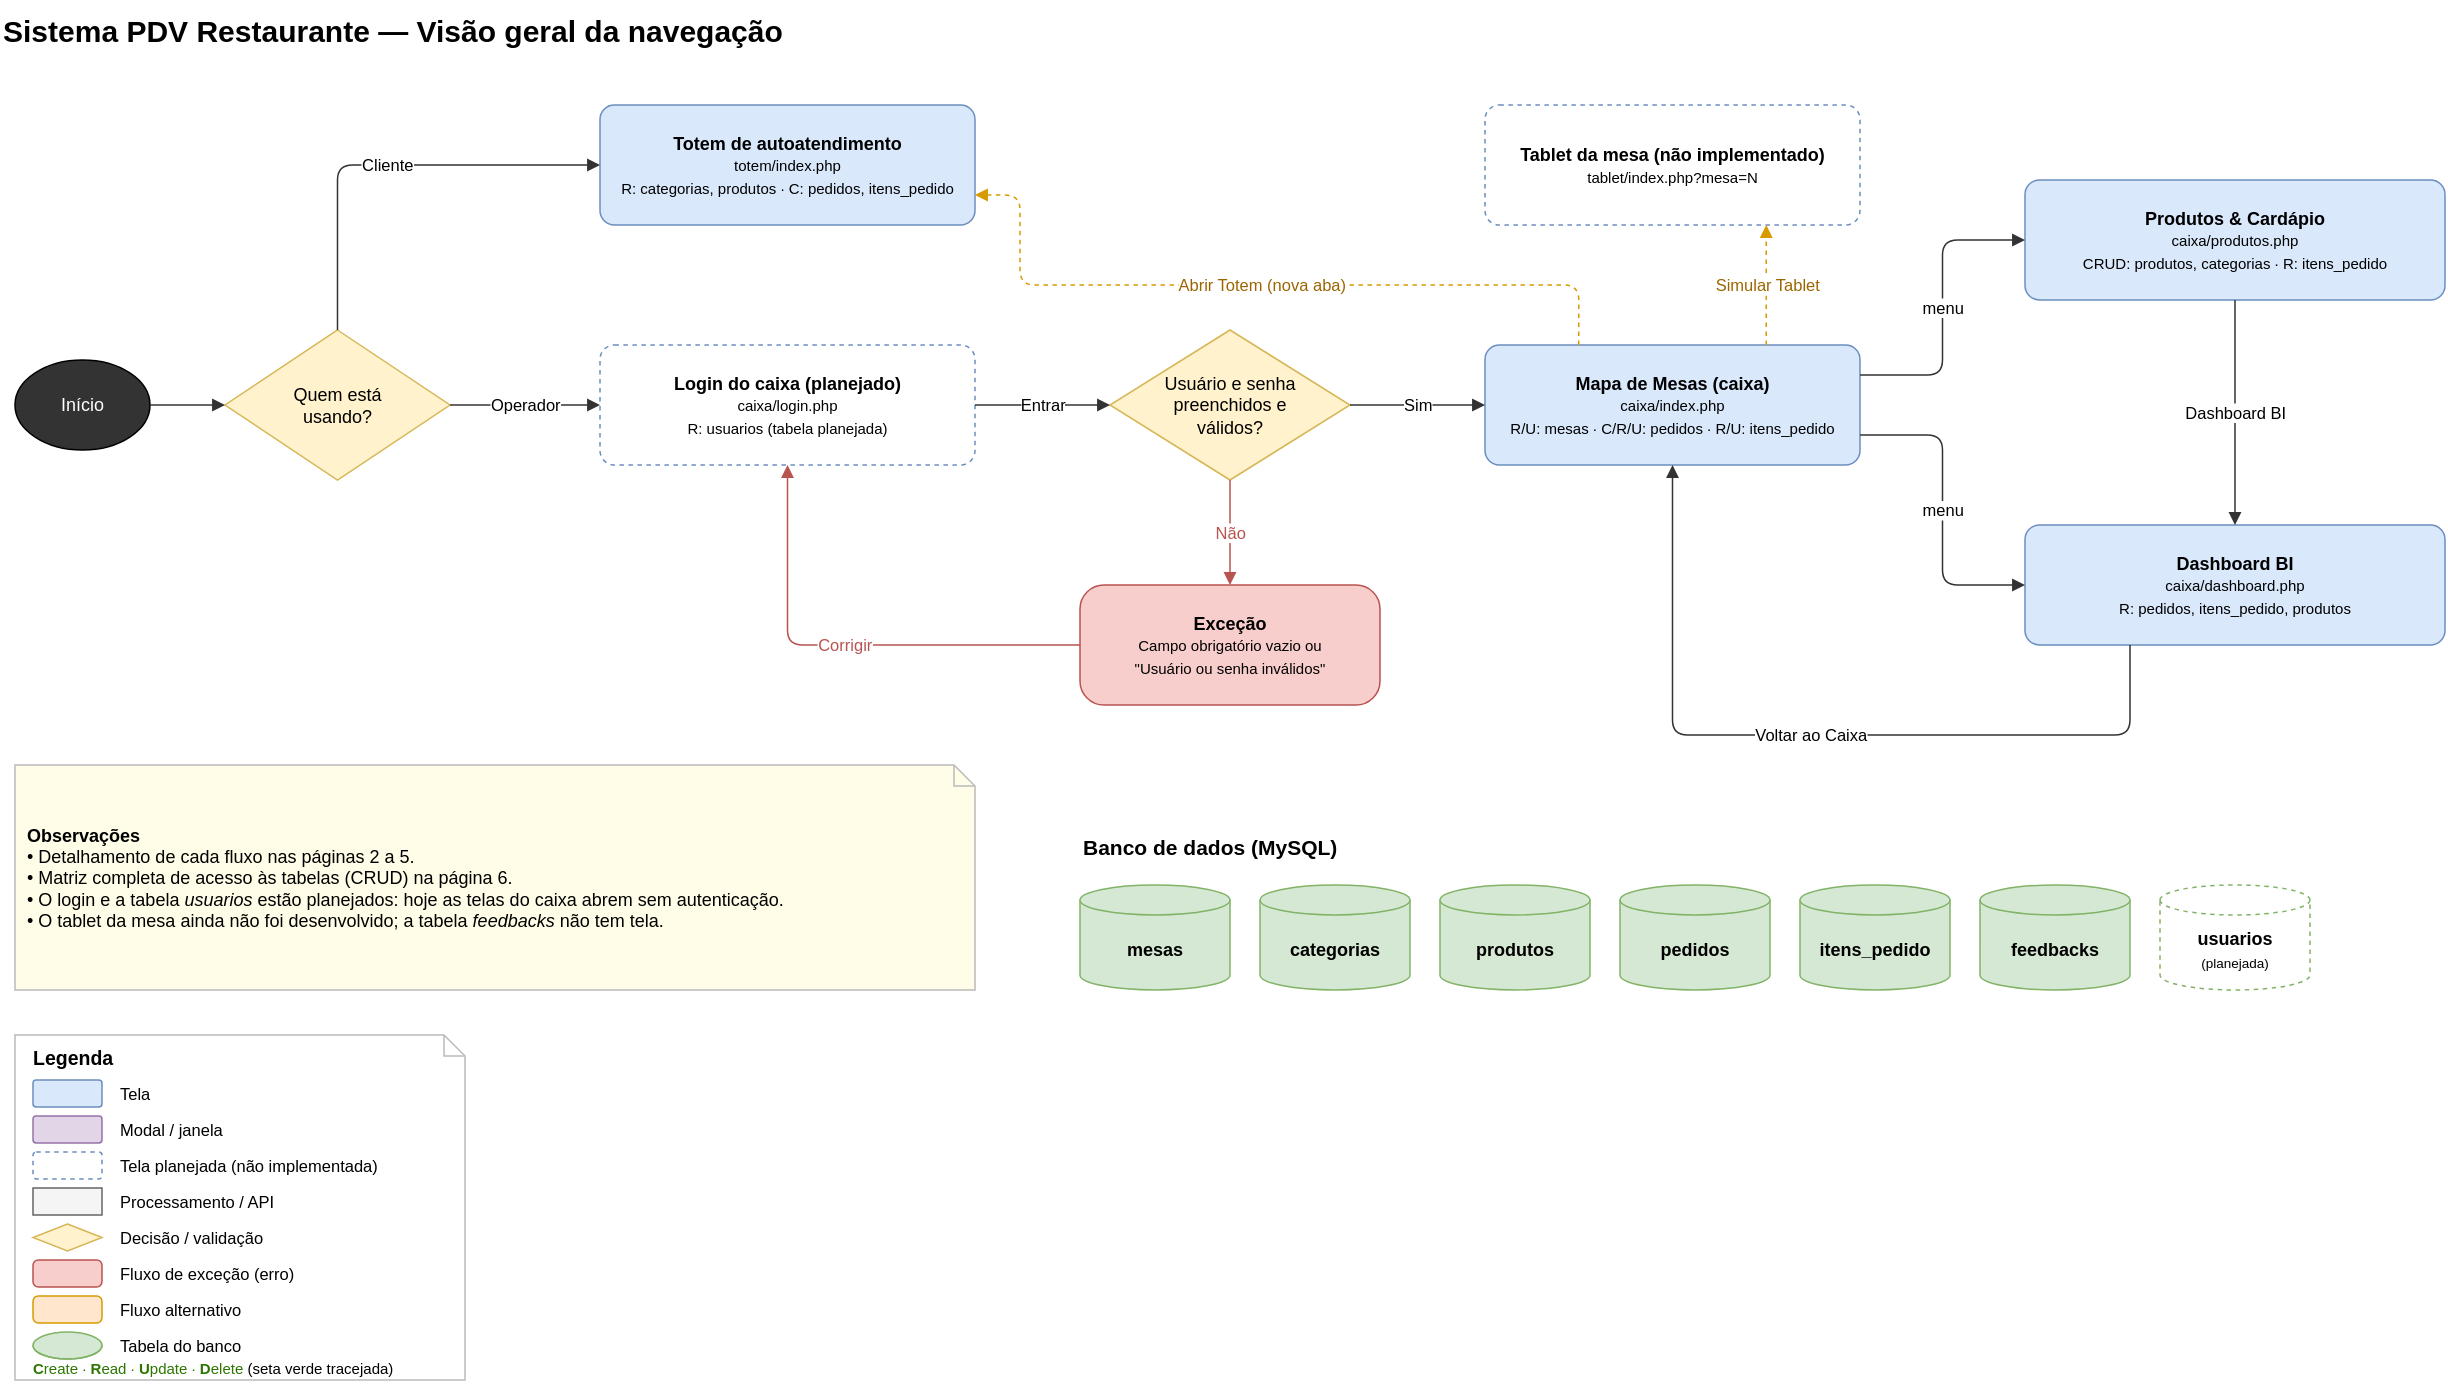 Sistema PDV Restaurante — Visão geral da navegação
Totem de autoatendimento
totem/index.php
R: categorias, produtos · C: pedidos, itens_pedido
Tablet da mesa (não implementado)
tablet/index.php?mesa=N
Cliente
Produtos & Cardápio
caixa/produtos.php
CRUD: produtos, categorias · R: itens_pedido
Abrir Totem (nova aba)
Simular Tablet
menu
Início
Quem está
usando?
Operador
Login do caixa (planejado)
caixa/login.php
R: usuarios (tabela planejada)
Entrar
Usuário e senha
preenchidos e
válidos?
Sim
Mapa de Mesas (caixa)
caixa/index.php
R/U: mesas · C/R/U: pedidos · R/U: itens_pedido
Dashboard BI
menu
Não
Dashboard BI
caixa/dashboard.php
R: pedidos, itens_pedido, produtos
Exceção
Campo obrigatório vazio ou
"Usuário ou senha inválidos"
Corrigir
Voltar ao Caixa
Observações
• Detalhamento de cada fluxo nas páginas 2 a 5.
• Matriz completa de acesso às tabelas (CRUD) na página 6.
• O login e a tabela usuarios estão planejados: hoje as telas do caixa abrem sem autenticação.
• O tablet da mesa ainda não foi desenvolvido; a tabela feedbacks não tem tela.
Banco de dados (MySQL)
mesas
categorias
produtos
pedidos
itens_pedido
feedbacks
usuarios
(planejada)
Legenda
Tela
Modal / janela
Tela planejada (não implementada)
Processamento / API
Decisão / validação
Fluxo de exceção (erro)
Fluxo alternativo
Tabela do banco
Create · Read · Update · Delete (seta verde tracejada)